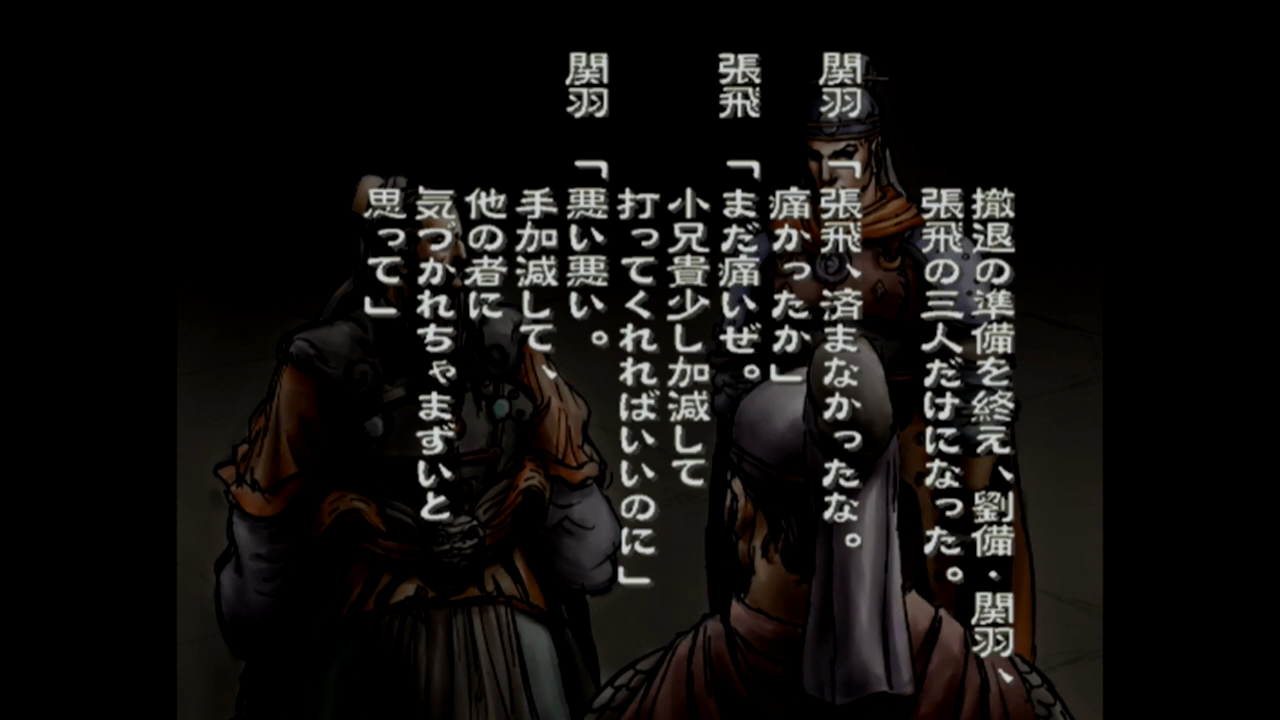 撤退の準備を終え、劉備・関羽、
張飛の三人だけになった。
関羽「張飛、済まなかったな。
痛かったか」
張飛「まだ痛いぜ。
小兄貴少し加減して
打ってくれればいいのに」
関羽「悪い悪い。
手加減して、
他の者に
気づかれちゃまずいと
思って」